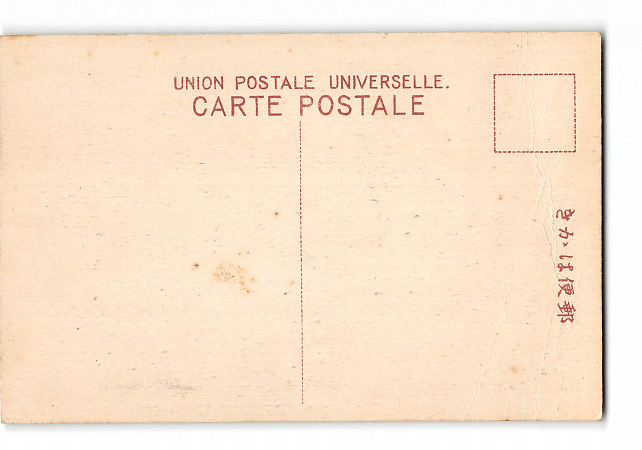 UNION POSTALE UNIVERSELLE.
CARTE POSTALE
郵便はかき